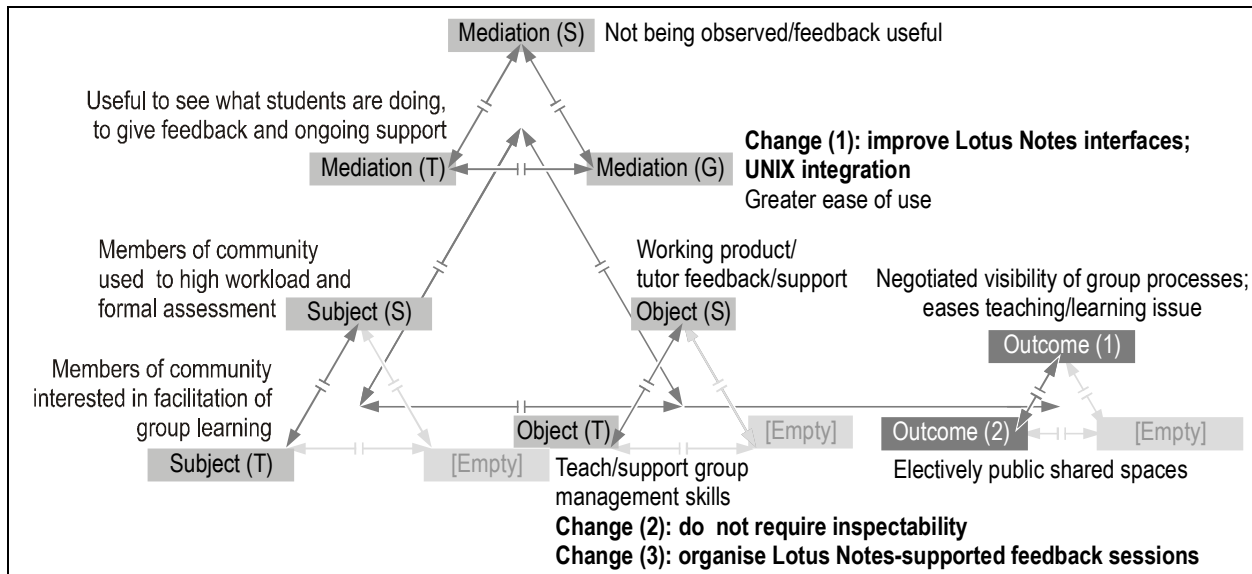 Mediation (S)
Not being observed/feedback useful
Useful to see what students are doing,
to give feedback and ongoing support
Mediation (T)
Mediation (G)
Change (1): improve Lotus Notes interfaces;
UNIX integration
Greater ease of use
Members of community
used to high workload and
formal assessment
Subject (S)
Working product/
tutor feedback/support
Object (S)
Negotiated visibility of group processes;
eases teaching/learning issue
Outcome (1)
Members of community
interested in facilitation of
group learning
Subject (T)
[Empty]
Object (T)
[Empty]
Teach/support group
management skills
Change (2): do not require inspectability
Change (3): organise Lotus Notes-supported feedback sessions
Outcome (2)
[Empty]
Electively public shared spaces